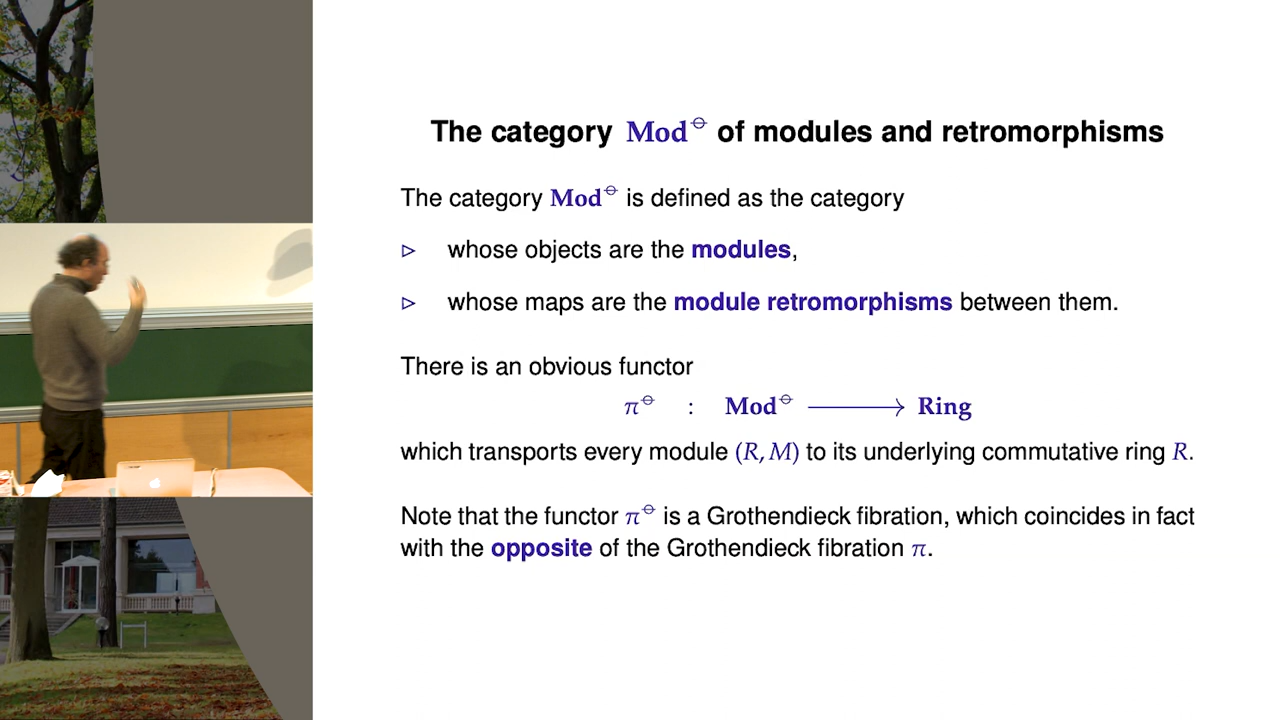 The category Mod^⊖ of modules and retromorphisms
The category Mod^⊖ is defined as the category
▷ whose objects are the modules,
▷ whose maps are the module retromorphisms between them.
There is an obvious functor
π^⊖ : Mod^⊖ ⟶ Ring
which transports every module (R, M) to its underlying commutative ring R.
Note that the functor π^⊖ is a Grothendieck fibration, which coincides in fact
with the opposite of the Grothendieck fibration π.